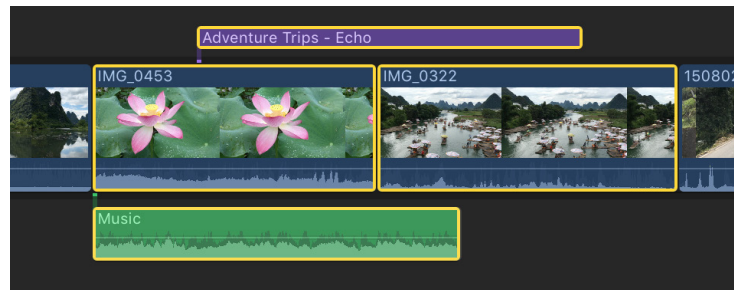 Adventure Trips - Echo
IMG_0453
IMG_0322
150802
Music